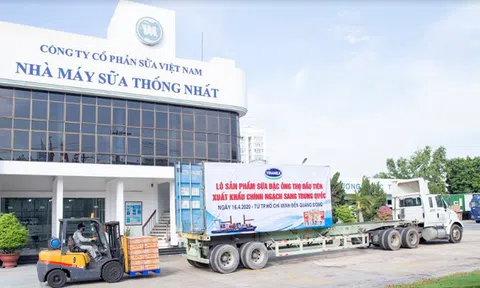 CÔNG TY CỔ PHẦN SỮA VIỆT NAM
NHÀ MÁY SỮA THỐNG NHẤT
VINAMILK
LÔ SẢN PHẨM SỮA ĐẶC ÔNG THỌ ĐẦU TIÊN
XUẤT KHẨU CHÍNH NGẠCH SANG TRUNG QUỐC
NGÀY 16.4.2020 - TỪ TP.HỒ CHÍ MINH ĐẾN QUẢNG ĐÔNG